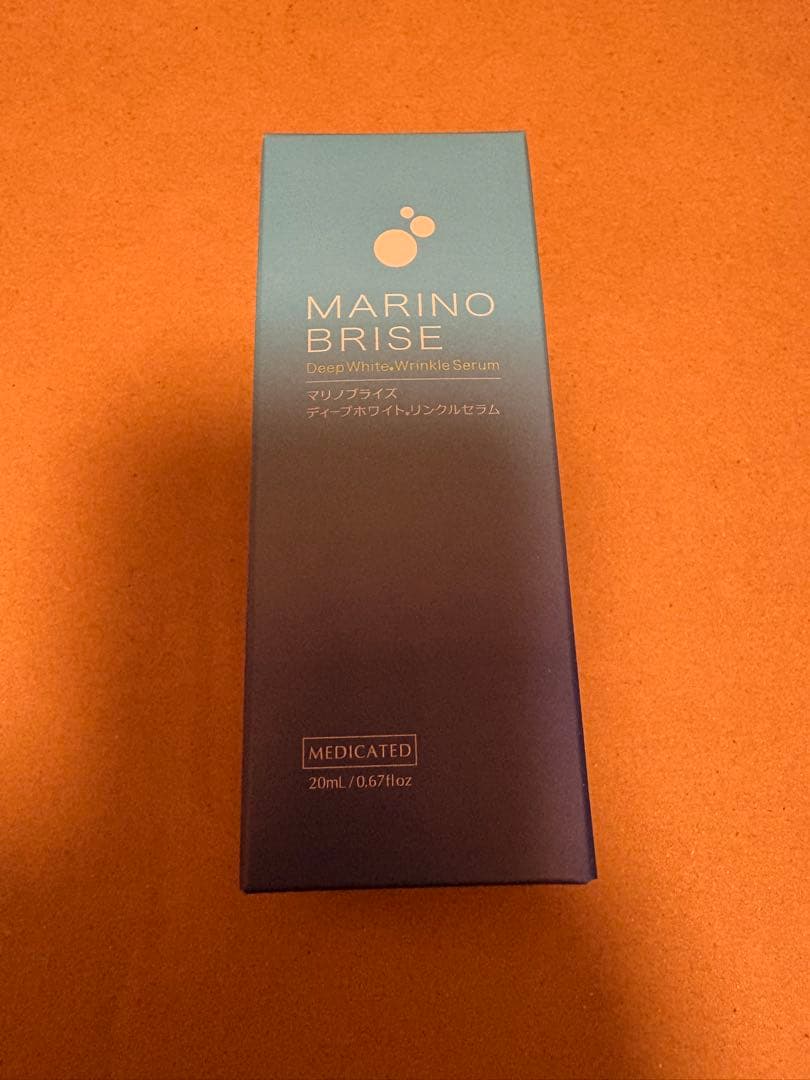 MARINO
BRISE
Deep White*Wrinkle Serum
マリノブライズ
ディープホワイト*リンクルセラム
MEDICATED
20mL/0.67floz